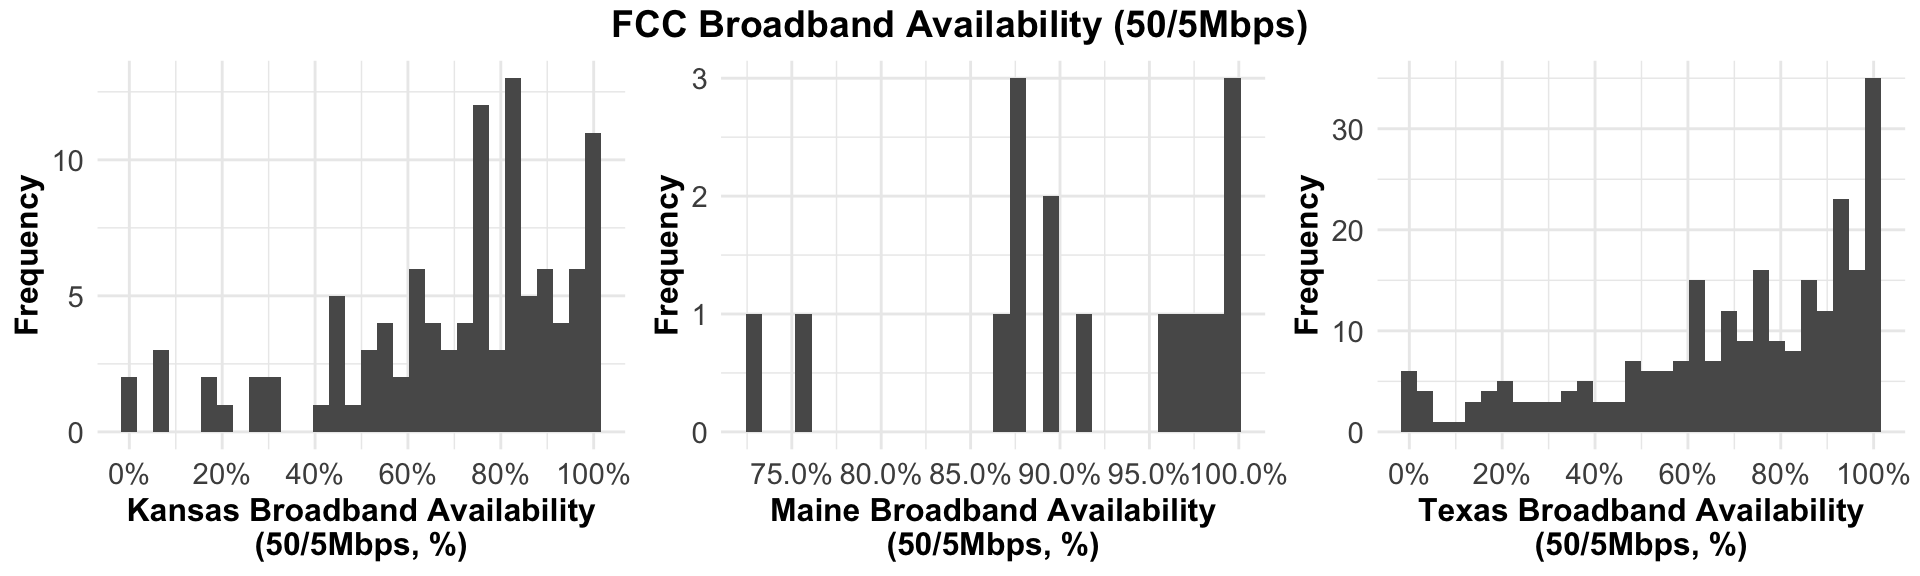 FCC Broadband Availability (50/5Mbps)
Frequency
10
5
0
0% 20% 40% 60% 80% 100%
Kansas Broadband Availability
(50/5Mbps, %)
Frequency
3
2
1
0
75.0% 80.0% 85.0% 90.0% 95.0% 100.0%
Maine Broadband Availability
(50/5Mbps, %)
Frequency
30
20
10
0
0% 20% 40% 60% 80% 100%
Texas Broadband Availability
(50/5Mbps, %)